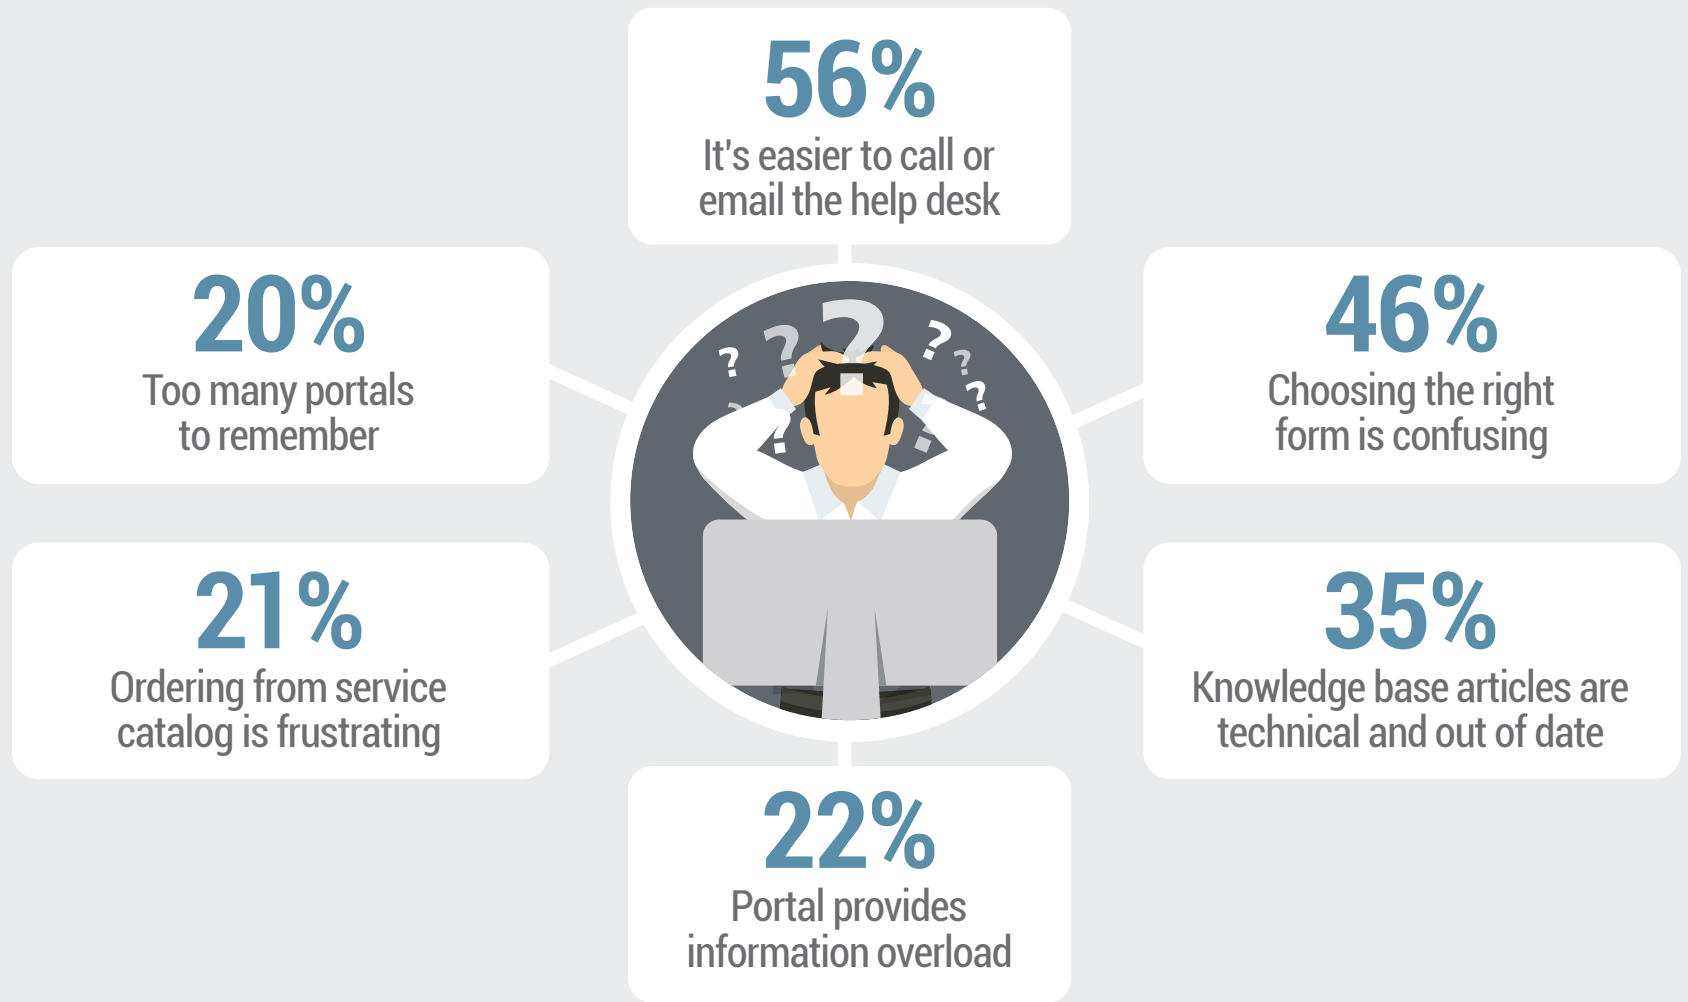 56%
It's easier to call or
email the help desk
46%
Choosing the right
form is confusing
35%
Knowledge base articles are
technical and out of date
22%
Portal provides
information overload
21%
Ordering from service
catalog is frustrating
20%
Too many portals
to remember
?
?
?
?
?
?
?
?
?